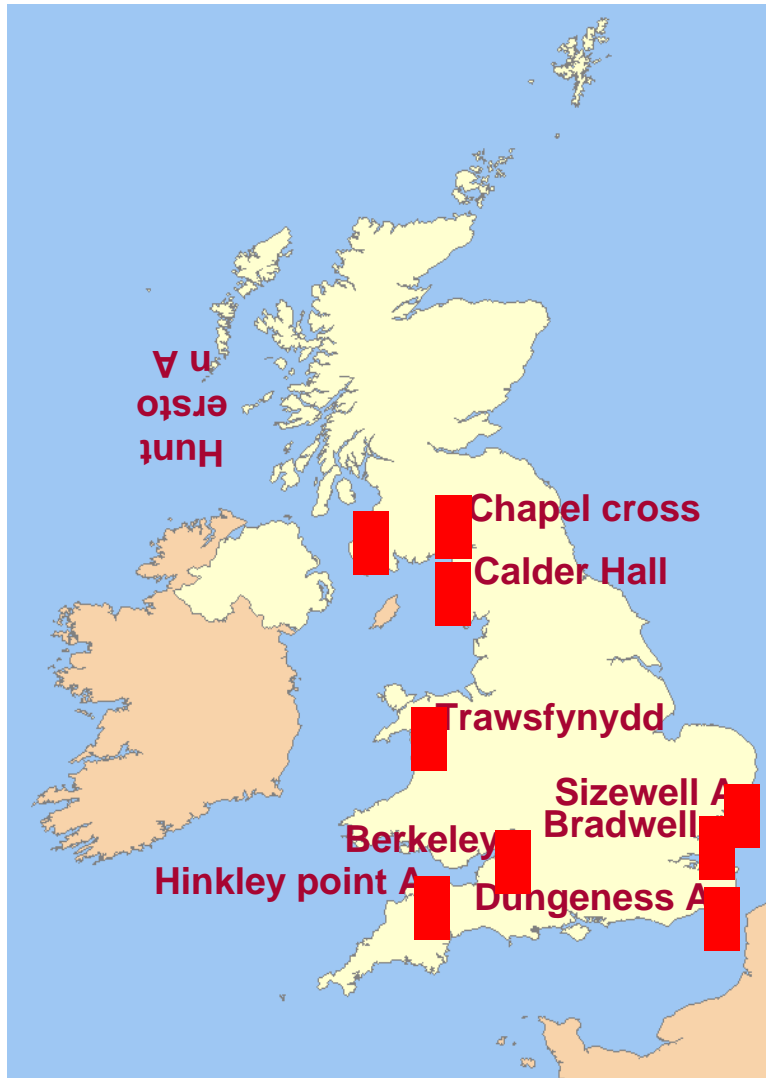 Hunt
ersto
n A
Chapel cross
Calder Hall
Trawsfynydd
Sizewell A
Bradwell
Berkeley
Hinkley point A
Dungeness A